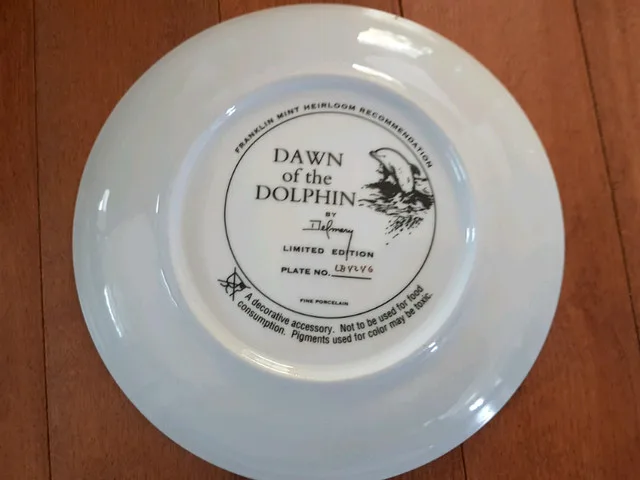 FRANKLIN MINT HEIRLOOM RECOMMENDATION
DAWN
of the
DOLPHIN
BY
Delmary
LIMITED EDITION
PLATE NO.
FINE PORCELAIN
A decorative accessory. Not to be used for food
consumption. Pigments used for color may be toxic.